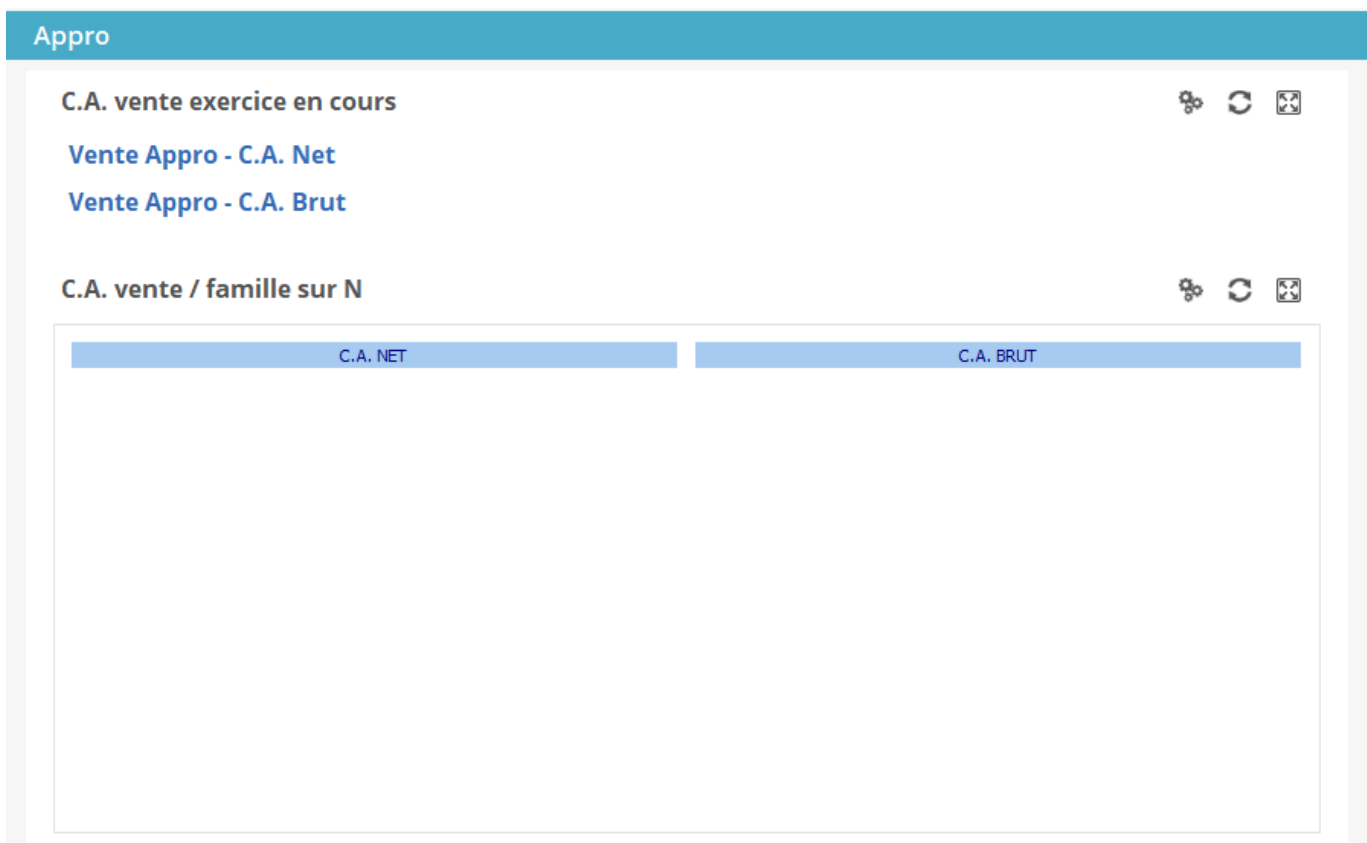 Appro
C.A. vente exercice en cours
Vente Appro - C.A. Net
Vente Appro - C.A. Brut
C.A. vente / famille sur N
C.A. NET
C.A. BRUT